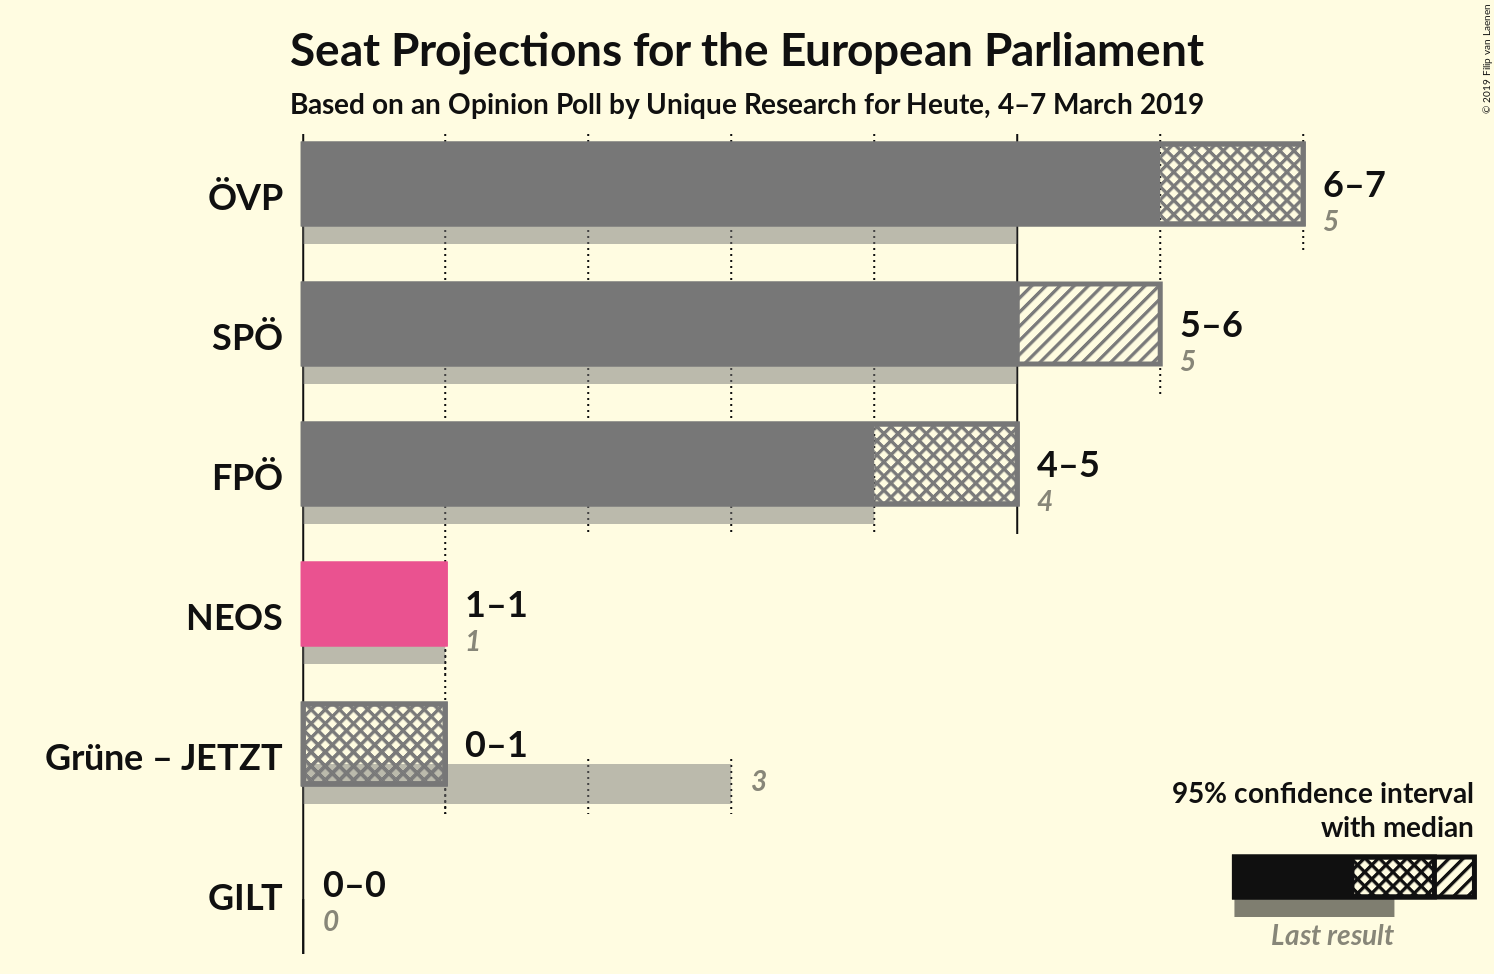 Seat Projections for the European Parliament
Based on an Opinion Poll by Unique Research for Heute, 4–7 March 2019
© 2019 Filip van Laenen
ÖVP
6–7
5
SPÖ
5–6
5
FPÖ
4–5
4
NEOS
1–1
1
Grüne – JETZT
0–1
3
GILT
0–0
0
95% confidence interval
with median
Last result